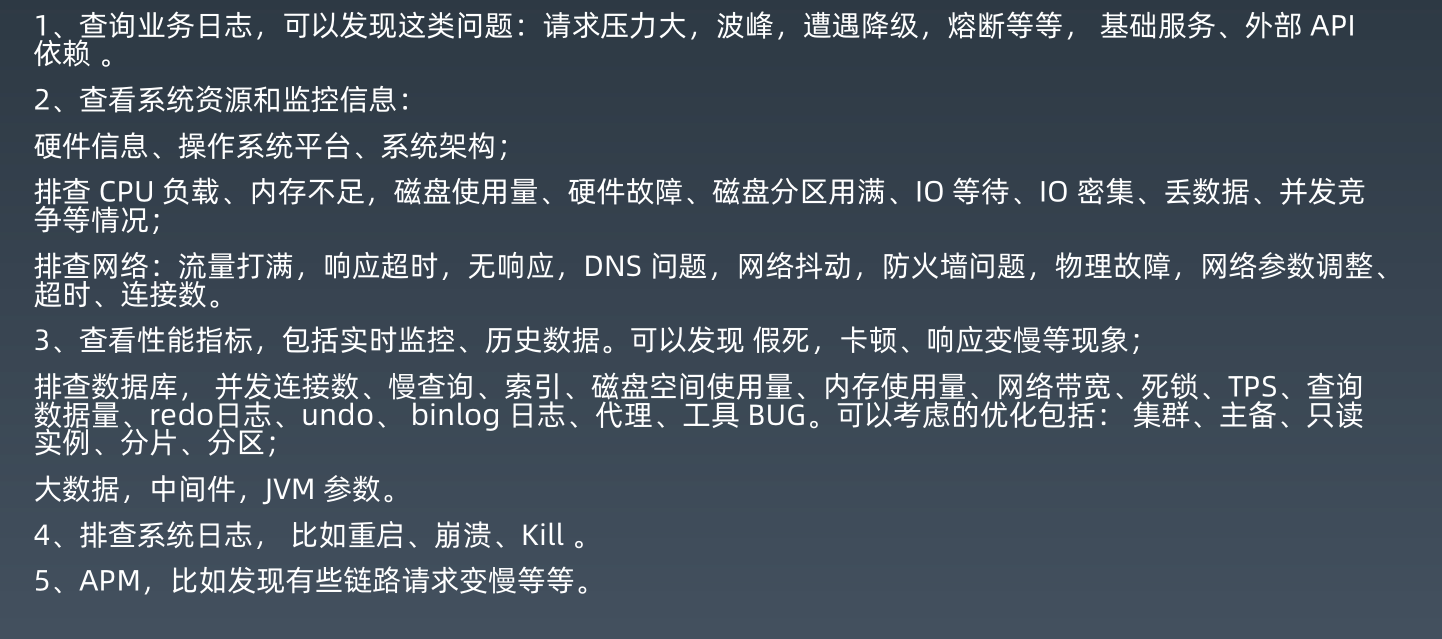 1、查询业务日志，可以发现这类问题：请求压力大，波峰，遭遇降级，熔断等等， 基础服务、外部 API
依赖 。
2、查看系统资源和监控信息：
硬件信息、操作系统平台、系统架构；
排查 CPU 负载、内存不足，磁盘使用量、硬件故障、磁盘分区用满、IO 等待、IO 密集、丢数据、并发竞
争等情况；
排查网络：流量打满，响应超时，无响应，DNS 问题，网络抖动，防火墙问题，物理故障，网络参数调整、
超时、连接数。
3、查看性能指标，包括实时监控、历史数据。可以发现 假死，卡顿、响应变慢等现象；
排查数据库， 并发连接数、慢查询、索引、磁盘空间使用量、内存使用量、网络带宽、死锁、TPS、查询
数据量、redo日志、undo、 binlog 日志、代理、工具 BUG。可以考虑的优化包括： 集群、主备、只读
实例、分片、分区；
大数据，中间件，JVM 参数。
4、排查系统日志， 比如重启、崩溃、Kill 。
5、APM，比如发现有些链路请求变慢等等。